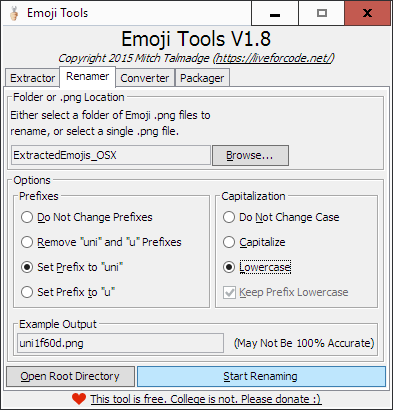 Emoji Tools
Emoji Tools V1.8
Copyright 2015 Mitch Talmadge (https://liveforcode.net/)
Extractor Renamer Converter Packager
Folder or .png Location
Either select a folder of Emoji .png files to
rename, or select a single .png file.
ExtractedEmojis_OSX Browse...
Options
Prefixes
Do Not Change Prefixes
Remove "uni" and "u" Prefixes
Set Prefix to "uni"
Set Prefix to "u"
Capitalization
Do Not Change Case
Capitalize
Lowercase
Keep Prefix Lowercase
Example Output
uni1f60d.png (May Not Be 100% Accurate)
Open Root Directory Start Renaming
This tool is free. College is not. Please donate :)